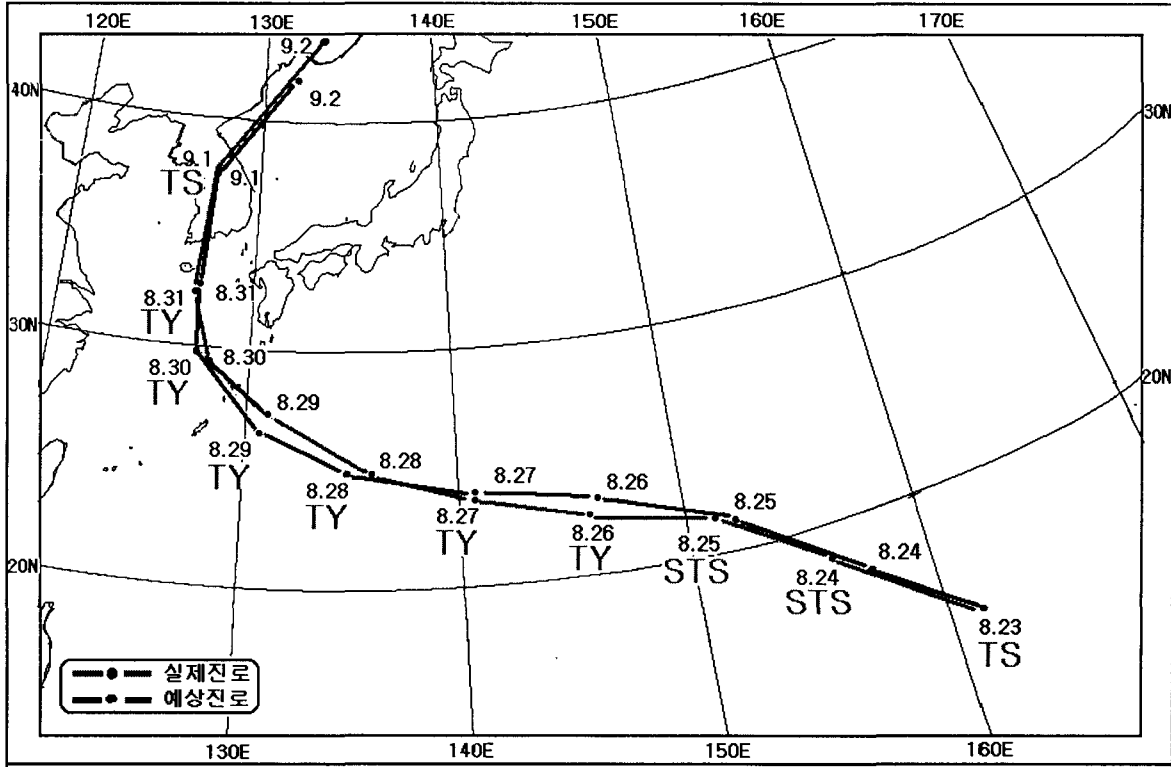 120E 130E 140E 150E 160E 170E
9.2
40N
9.2
30N
9.1
TS 9.1
8.31 8.31
TY
30N
8.30 8.30
TY
20N
8.29
8.29
TY
8.28
8.28
TY
8.27
8.27
TY
8.26
8.26
TY
8.25
8.25
STS
8.24
8.24
STS
20N
8.23
TS
실제진로
예상진로
130E 140E 150E 160E